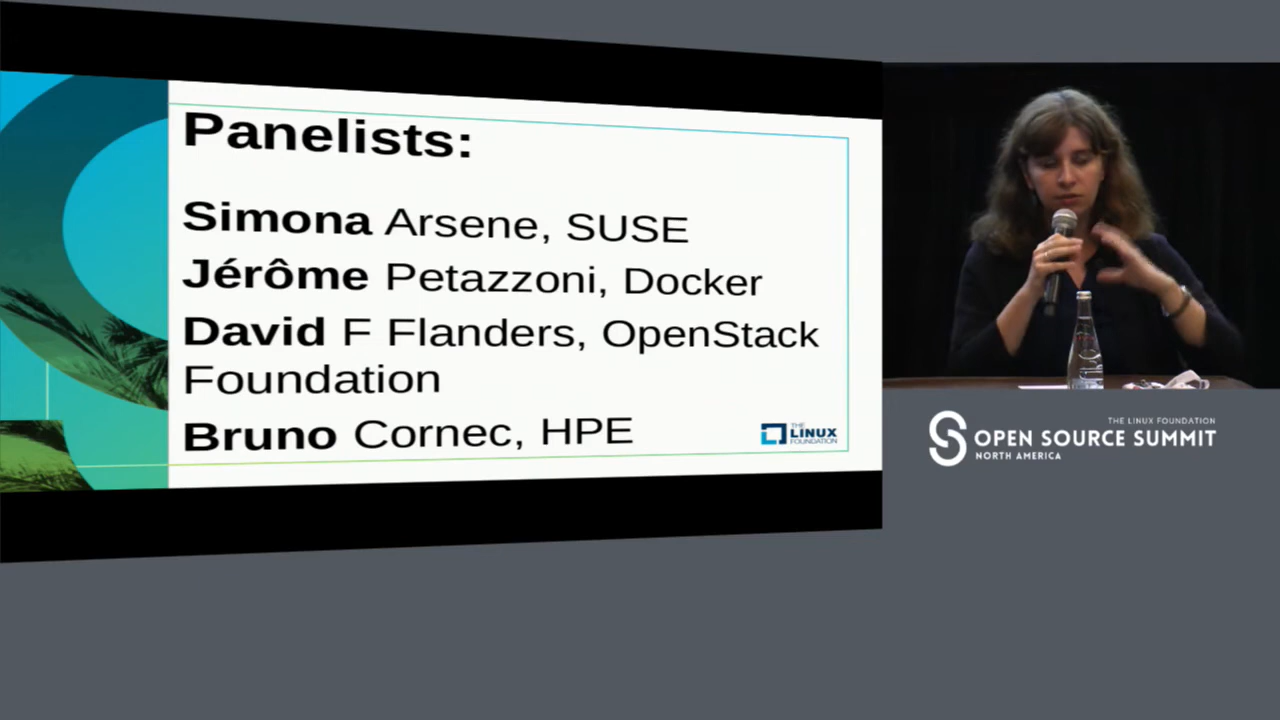 Panelists:
Simona Arsene, SUSE
Jérôme Petazzoni, Docker
David F Flanders, OpenStack
Foundation
Bruno Cornec, HPE
THE
LINUX
FOUNDATION
THE LINUX FOUNDATION
OPEN SOURCE SUMMIT
NORTH AMERICA